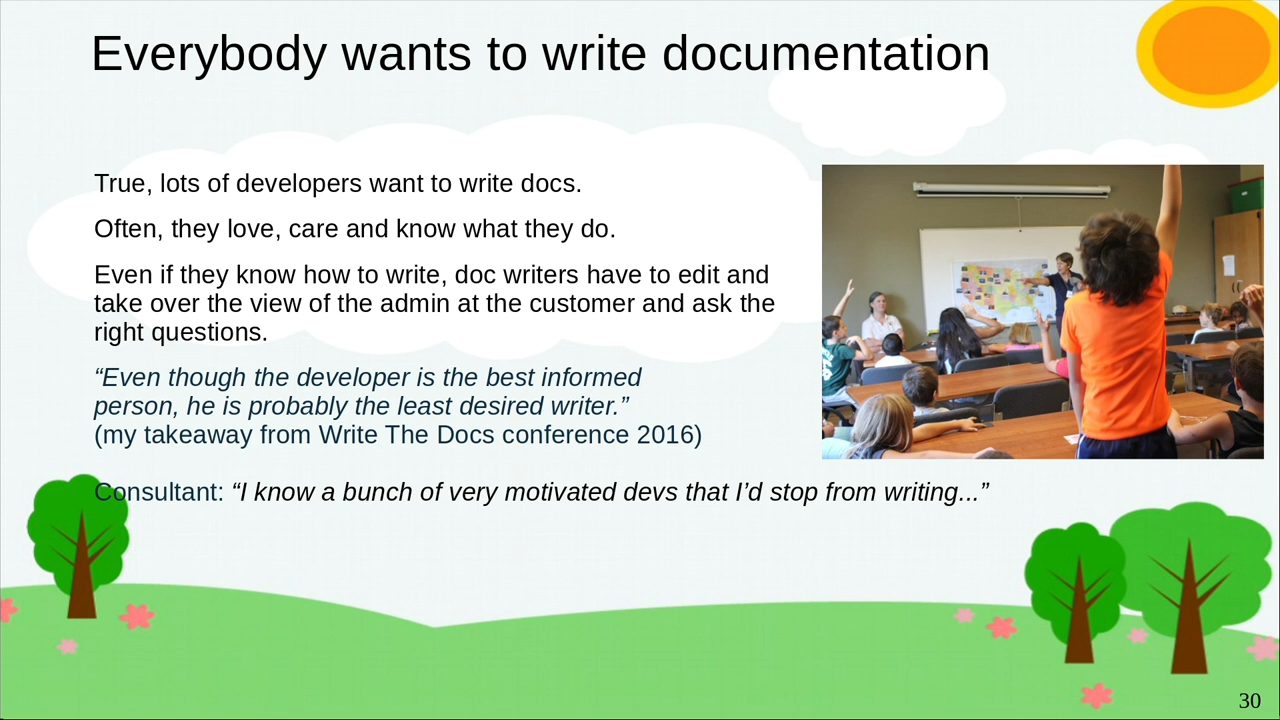 Everybody wants to write documentation
True, lots of developers want to write docs.
Often, they love, care and know what they do.
Even if they know how to write, doc writers have to edit and
take over the view of the admin at the customer and ask the
right questions.
“Even though the developer is the best informed
person, he is probably the least desired writer.”
(my takeaway from Write The Docs conference 2016)
Consultant: “I know a bunch of very motivated devs that I’d stop from writing...”
30